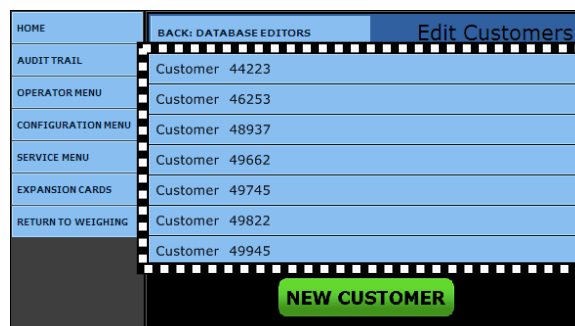 HOME
BACK: DATABASE EDITORS
Edit Customers
AUDIT TRAIL
OPERATOR MENU
CONFIGURATION MENU
SERVICE MENU
EXPANSION CARDS
RETURN TO WEIGHING
Customer 44223
Customer 46253
Customer 48937
Customer 49662
Customer 49745
Customer 49822
Customer 49945
NEW CUSTOMER